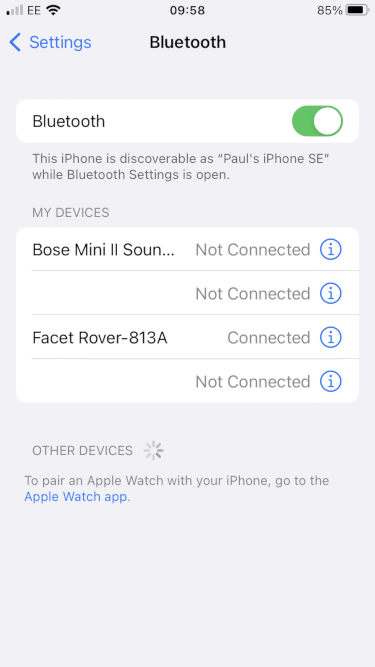 EE 09:58 85%
Settings Bluetooth
Bluetooth
This iPhone is discoverable as “Paul's iPhone SE”
while Bluetooth Settings is open.
MY DEVICES
Bose Mini II Soun... Not Connected
Not Connected
Facet Rover-813A Connected
Not Connected
OTHER DEVICES
To pair an Apple Watch with your iPhone, go to the
Apple Watch app.